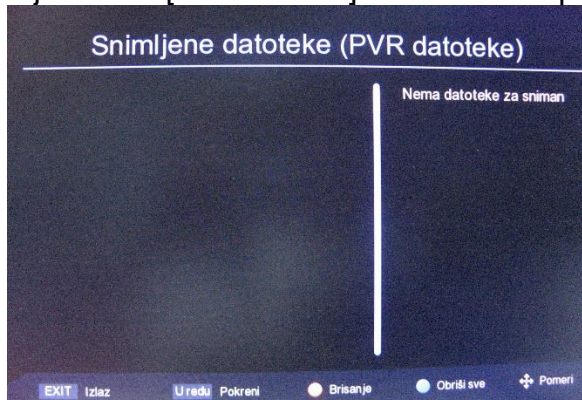 Snimljene datoteke (PVR datoteke)
Nema datoteke za sniman
EXIT Izlaz U redu Pokreni Brisanje Obriši sve Pomeri